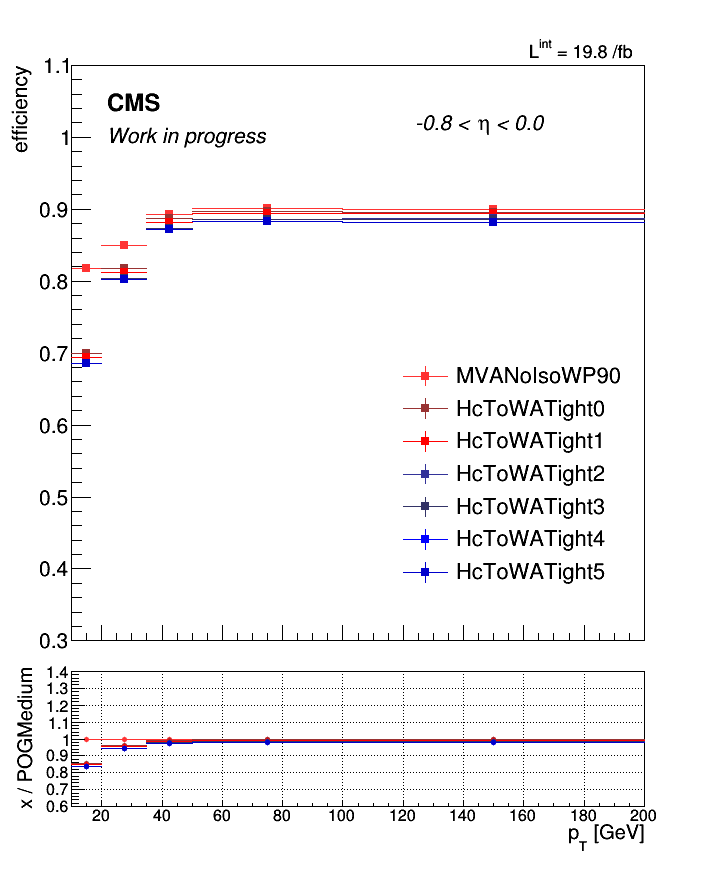 L^int = 19.8 /fb
efficiency
1.1
CMS
-0.8 < η < 0.0
1
Work in progress
0.9
0.8
0.7
MVANoIsoWP90
HcToWATight0
0.6
HcToWATight1
HcToWATight2
0.5
HcToWATight3
HcToWATight4
0.4
HcToWATight5
0.3
x / POGMedium
1.4
1.3
1.2
1.1
1
0.9
0.8
0.7
0.6
20 40 60 80 100 120 140 160 180 200
p_T [GeV]